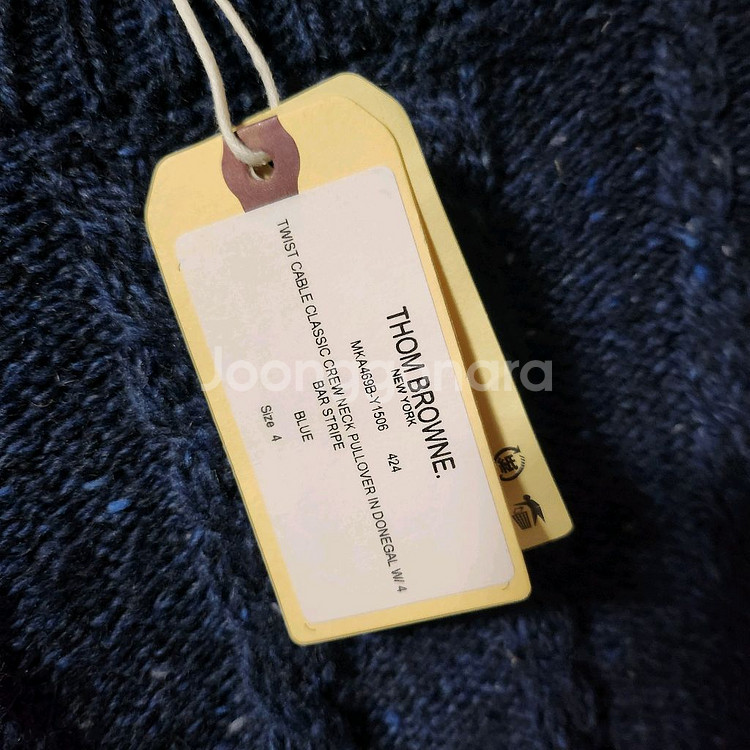 THOM BROWNE.
NEW YORK
MKA469B-Y1506 424
TWIST CABLE CLASSIC CREW NECK PULLOVER IN DONEGAL W/ 4
BAR STRIPE
BLUE
Size 4
Joonggonara